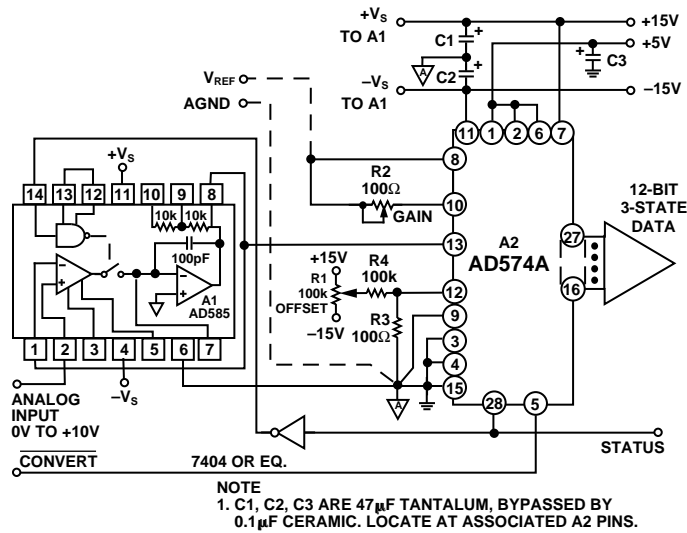 +VS
TO A1
C1
+
A
C2
+
–VS
TO A1
+15V
+5V
+
C3
–15V
VREF
AGND
11
1
2
6
7
8
R2
100Ω
GAIN
10
13
A2
AD574A
27
16
12-BIT
3-STATE
DATA
+VS
14
13
12
11
10
9
8
10k
10k
100pF
–
+
–
+
A1
AD585
1
2
3
4
5
6
7
–VS
+15V
R1
100k
OFFSET
–15V
R4
100k
R3
100Ω
12
9
3
4
15
A
28
5
ANALOG
INPUT
0V TO +10V
CONVERT
7404 OR EQ.
STATUS
NOTE
1. C1, C2, C3 ARE 47µF TANTALUM, BYPASSED BY
0.1µF CERAMIC. LOCATE AT ASSOCIATED A2 PINS.